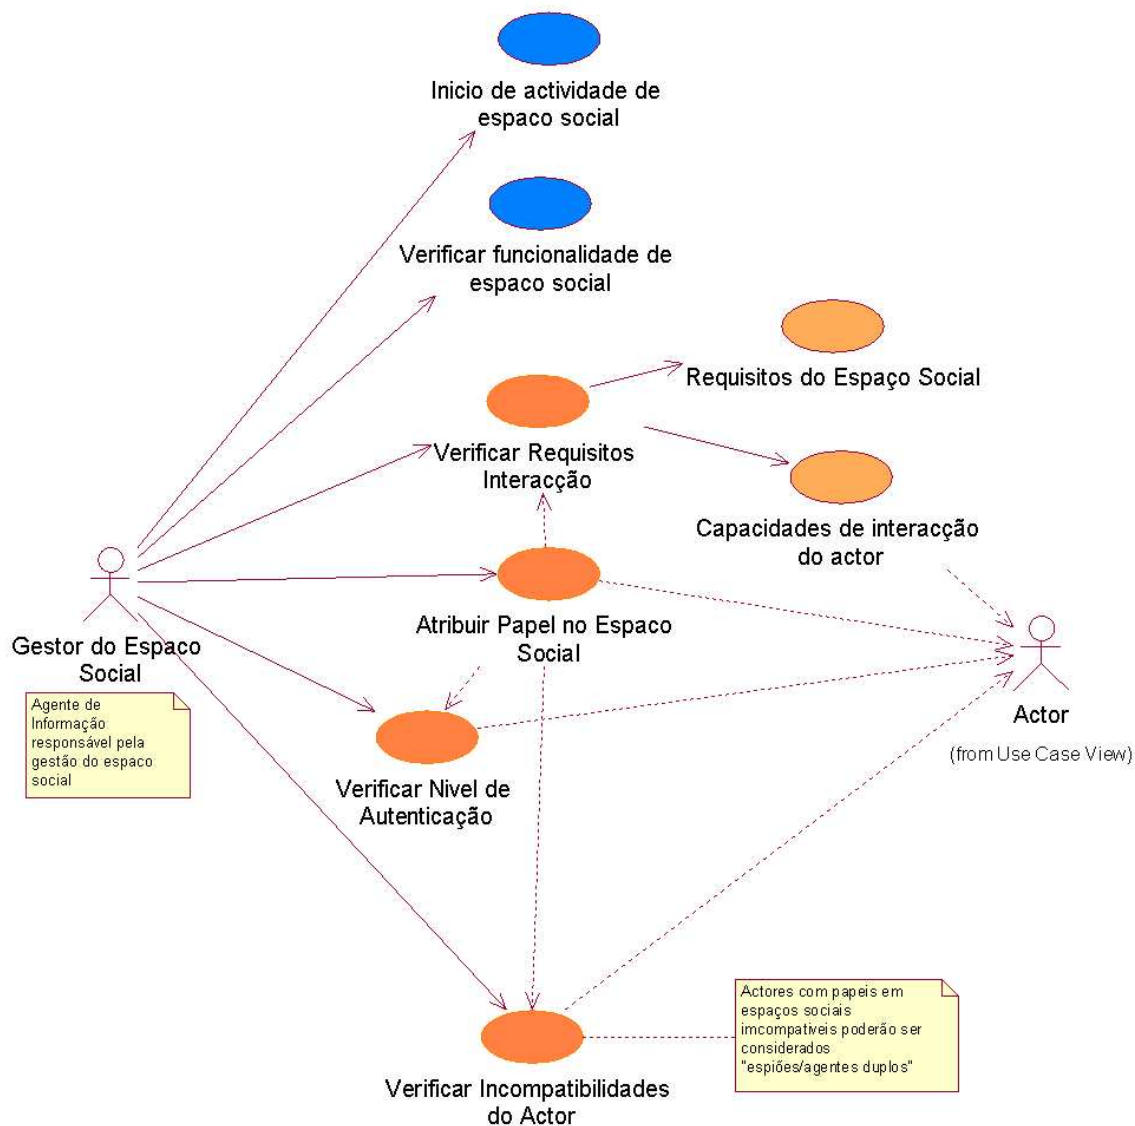 Inicio de actividade de
espaco social
Verificar funcionalidade de
espaco social
Requisitos do Espaço Social
Verificar Requisitos
Interacção
Capacidades de interacção
do actor
Atribuir Papel no Espaco
Social
Gestor do Espaco
Social
Agente de
Informação
responsável pela
gestão do espaco
social
Actor
(from Use Case View)
Verificar Nivel de
Autenticação
Actores com papeis em
espaços sociais
imcompativeis poderão ser
considerados
"espiões/agentes duplos"
Verificar Incompatibilidades
do Actor